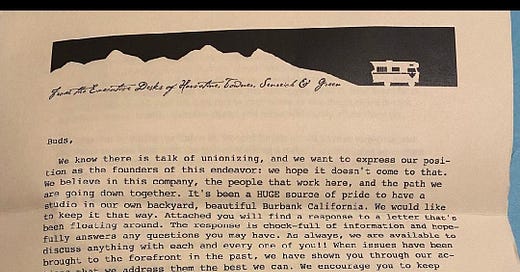 From the Executive Desks of Horvatine, Towner, Senreich & Green
Buds,
We know there is talk of unionizing, and we want to express our posi-
tion as the founders of this endeavor: we hope it doesn't come to that.
We believe in this company, the people that work here, and the path we
are going down together. It's been a HUGE source of pride to have a
studio in our own backyard, beautiful Burbank California. We would like
to keep it that way. Attached you will find a response to a letter that's
been floating around. The response is chock-full of information and hope-
fully answers any questions you may have. As always, we are available to
discuss anything with each and every one of you!! When issues have been
brought to the forefront in the past, we have shown you through our ac-
that we address them the best we can. We encourage you to keep